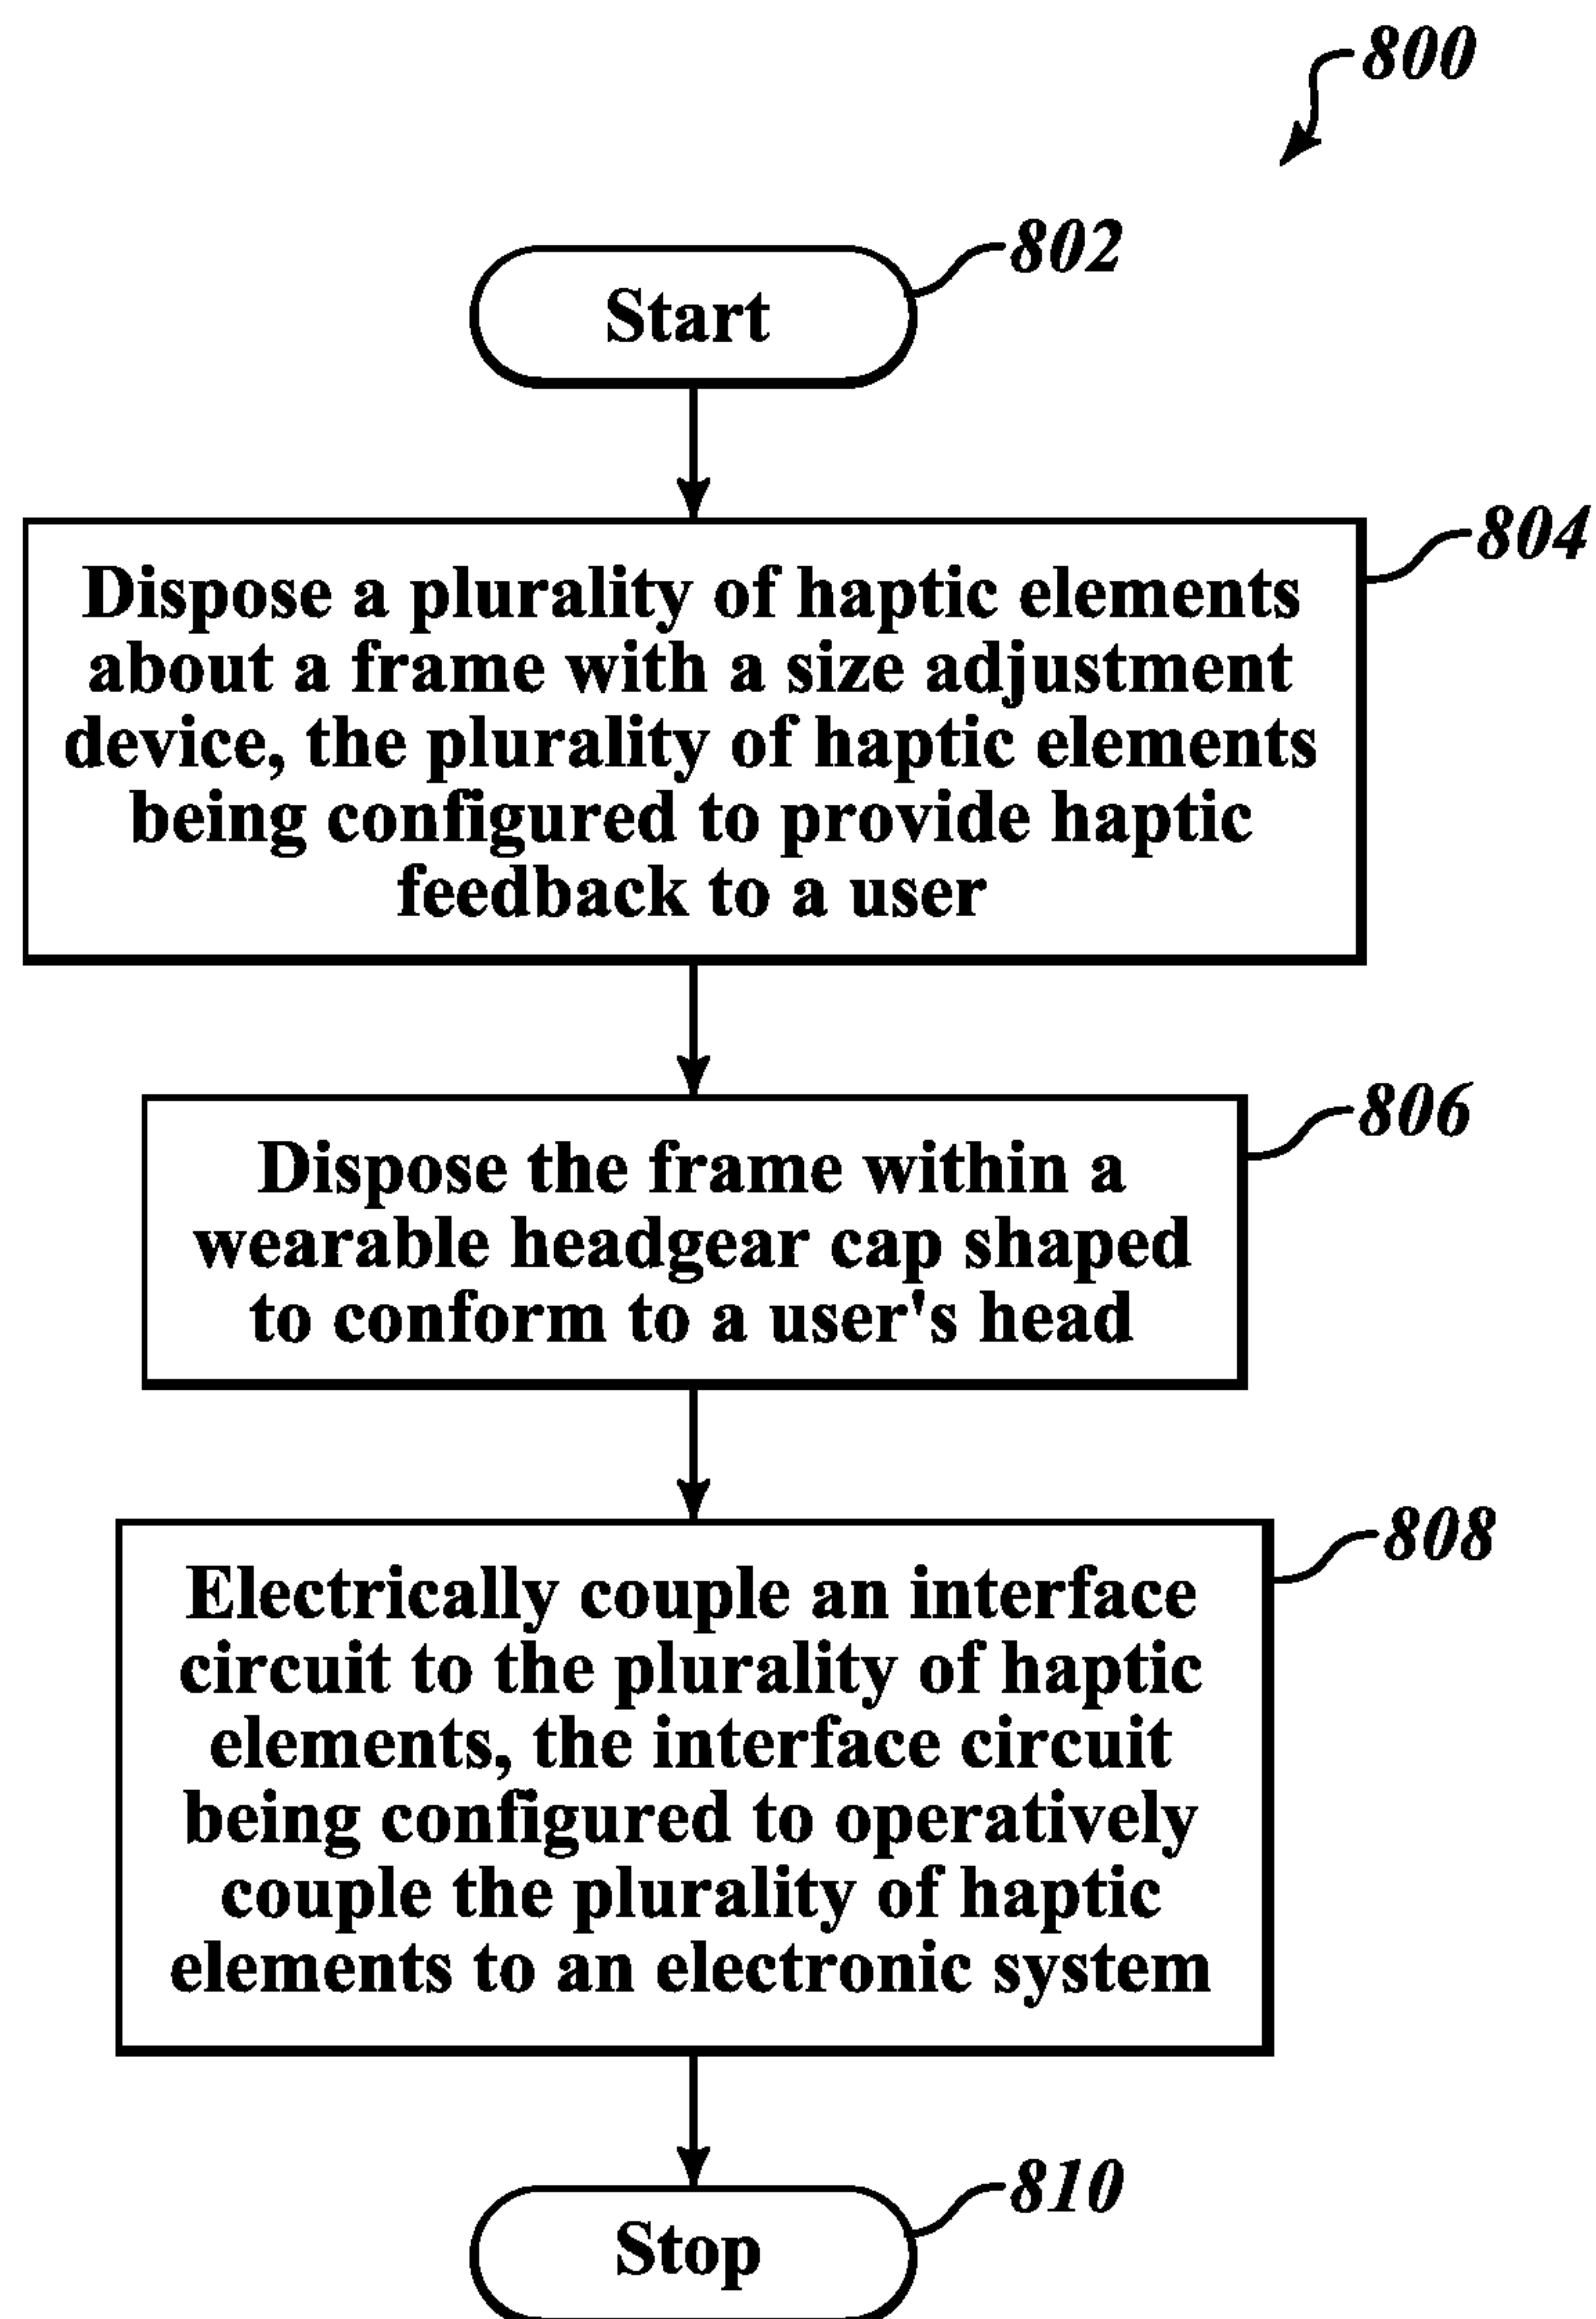 800
802
Start
804
Dispose a plurality of haptic elements
about a frame with a size adjustment
device, the plurality of haptic elements
being configured to provide haptic
feedback to a user
806
Dispose the frame within a
wearable headgear cap shaped
to conform to a user's head
808
Electrically couple an interface
circuit to the plurality of haptic
elements, the interface circuit
being configured to operatively
couple the plurality of haptic
elements to an electronic system
810
Stop